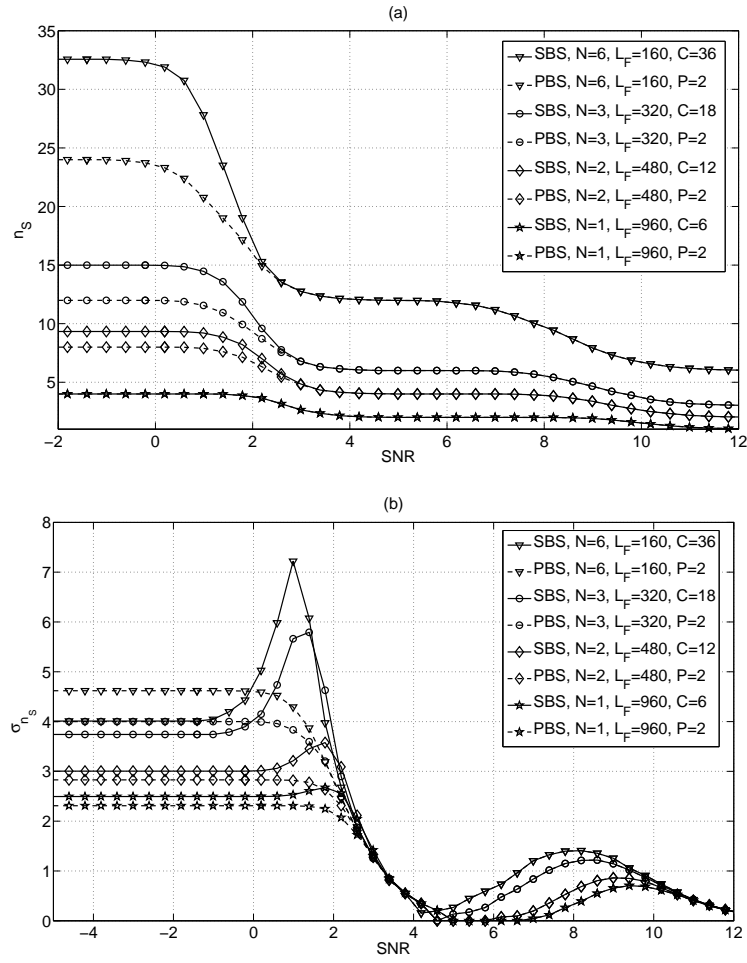 (a)
35
30
25
20
15
10
5
n_S
−2
0
2
4
6
8
10
12
SNR
SBS, N=6, L_F=160, C=36
PBS, N=6, L_F=160, P=2
SBS, N=3, L_F=320, C=18
PBS, N=3, L_F=320, P=2
SBS, N=2, L_F=480, C=12
PBS, N=2, L_F=480, P=2
SBS, N=1, L_F=960, C=6
PBS, N=1, L_F=960, P=2
(b)
8
7
6
5
4
3
2
1
0
σ_n_S
−4
−2
0
2
4
6
8
10
12
SNR
SBS, N=6, L_F=160, C=36
PBS, N=6, L_F=160, P=2
SBS, N=3, L_F=320, C=18
PBS, N=3, L_F=320, P=2
SBS, N=2, L_F=480, C=12
PBS, N=2, L_F=480, P=2
SBS, N=1, L_F=960, C=6
PBS, N=1, L_F=960, P=2